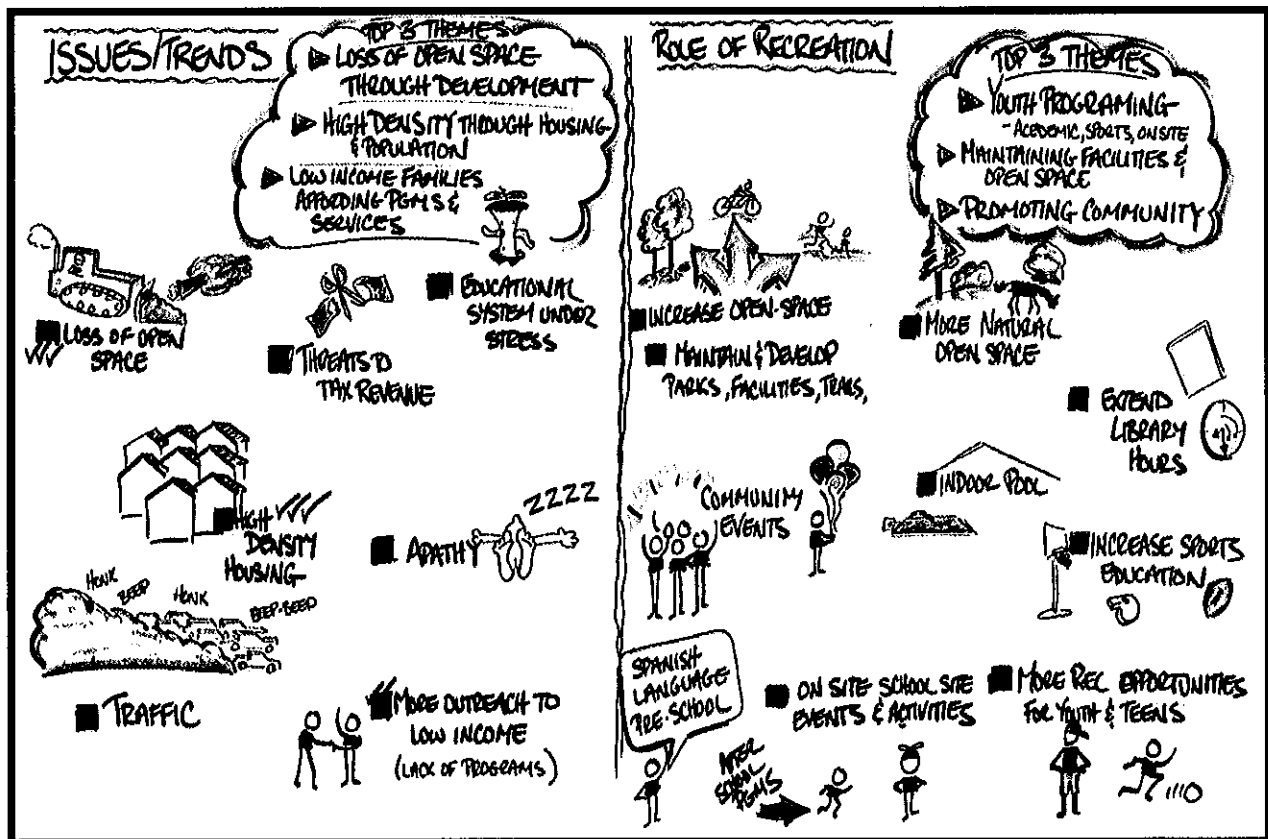 ISSUES/TRENDS
TOP 3 THEMES
LOSS OF OPEN SPACE
THROUGH DEVELOPMENT
HIGH DENSITY THROUGH HOUSING
& POPULATION
LOW INCOME FAMILIES
AFFORDING PGMS &
SERVICES
LOSS OF OPEN
SPACE
THREATS TO
TAX REVENUE
EDUCATIONAL
SYSTEM UNDER
STRESS
HIGH
DENSITY
HOUSING
APATHY
ZZZZ
HONK
BEEP
HONK
BEEP-BEEP
TRAFFIC
MORE OUTREACH TO
LOW INCOME
(LACK OF PROGRAMS)
ROLE OF RECREATION
TOP 3 THEMES
YOUTH PROGRAMING
- ACEDEMIC, SPORTS, ON SITE
MAINTAINING FACILITIES &
OPEN SPACE
PROMOTING COMMUNITY
INCREASE OPEN-SPACE
MAINTAIN & DEVELOP
PARKS, FACILITIES, TRAILS,
MORE NATURAL
OPEN SPACE
EXTEND
LIBRARY
HOURS
COMMUNITY
EVENTS
INDOOR POOL
INCREASE SPORTS
EDUCATION
SPANISH
LANGUAGE
PRE-SCHOOL
AFTER
SCHOOL
PGMS
ON SITE SCHOOL SITE
EVENTS & ACTIVITIES
MORE REC OPPORTUNITIES
FOR YOUTH & TEENS